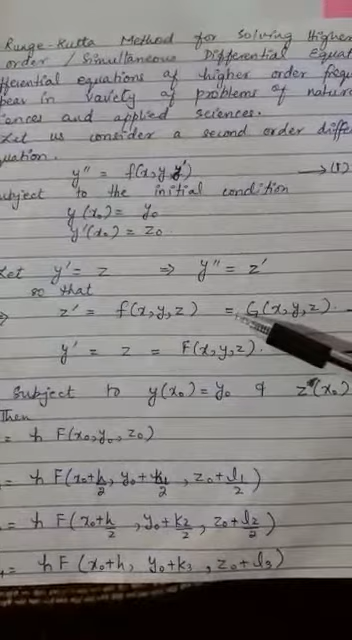 Runge-Kutta Method for Solving Higher
order / Simultaneous Differential Equat
fferential equations of higher order freq
pear in variety of problems of natur
iences and applied sciences.
Let us consider a second order diffe
uation.
y'' = f(x, y, y') → (1)
ubject to the initial condition
y(x₀) = y₀
y'(x₀) = z₀
Let y' = z ⇒ y'' = z'
so that
⇒ z' = f(x, y, z) = G(x, y, z).
y' = z = F(x, y, z).
subject to y(x₀) = y₀ & z(x₀)
Then
= h F(x₀, y₀, z₀)
= h F(x₀+h/2, y₀+k₁/2, z₀+l₁/2)
= h F(x₀+h/2, y₀+k₂/2, z₀+l₂/2)
= h F(x₀+h, y₀+k₃, z₀+l₃)